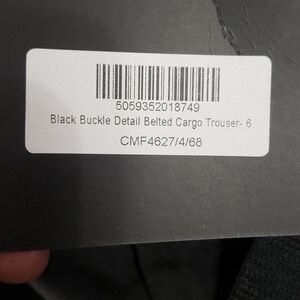 5059352018749
Black Buckle Detail Belted Cargo Trouser- 6
CMF4627/4/68